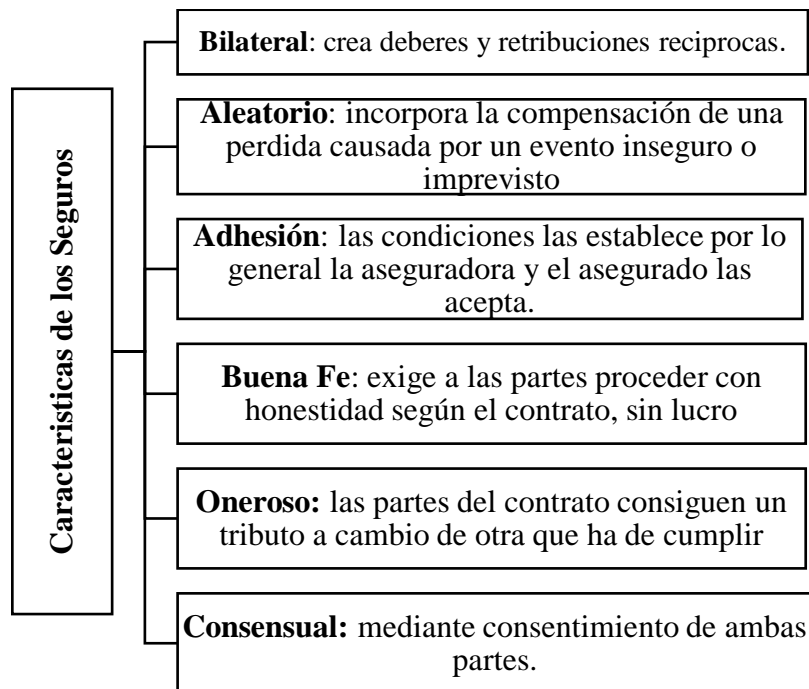 Caracteristicas de los Seguros
Bilateral: crea deberes y retribuciones reciprocas.
Aleatorio: incorpora la compensación de una
perdida causada por un evento inseguro o
imprevisto
Adhesión: las condiciones las establece por lo
general la aseguradora y el asegurado las
acepta.
Buena Fe: exige a las partes proceder con
honestidad según el contrato, sin lucro
Oneroso: las partes del contrato consiguen un
tributo a cambio de otra que ha de cumplir
Consensual: mediante consentimiento de ambas
partes.